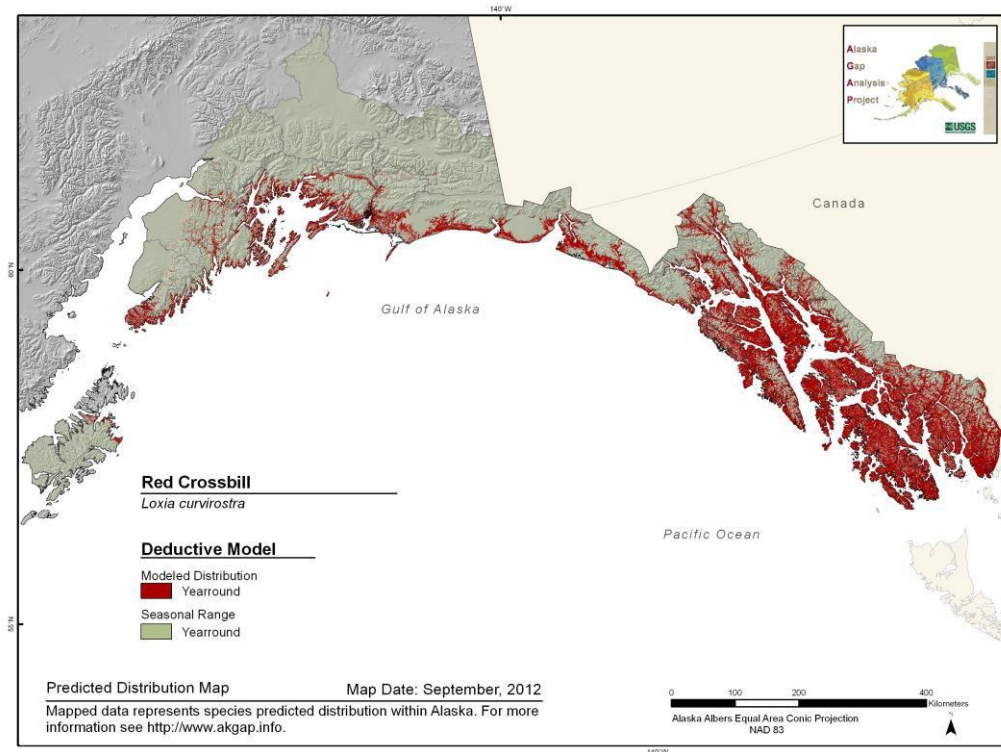 140°W
Alaska
Gap
Analysis
Project
USGS
Canada
60°N
Gulf of Alaska
Red Crossbill
Loxia curvirostra
Pacific Ocean
Deductive Model
Modeled Distribution
Yearround
Seasonal Range
Yearround
55°N
Predicted Distribution Map Map Date: September, 2012
Mapped data represents species predicted distribution within Alaska. For more
information see http://www.akgap.info.
0 100 200 400
Kilometers
Alaska Albers Equal Area Conic Projection
NAD 83
N
140°W